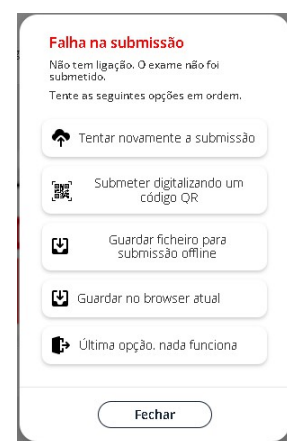 Falha na submissão
Não tem ligação. O exame não foi
submetido.
Tente as seguintes opções em ordem.
Tentar novamente a submissão
Submeter digitalizando um
código QR
Guardar ficheiro para
submissão offline
Guardar no browser atual
Última opção. nada funciona
Fechar